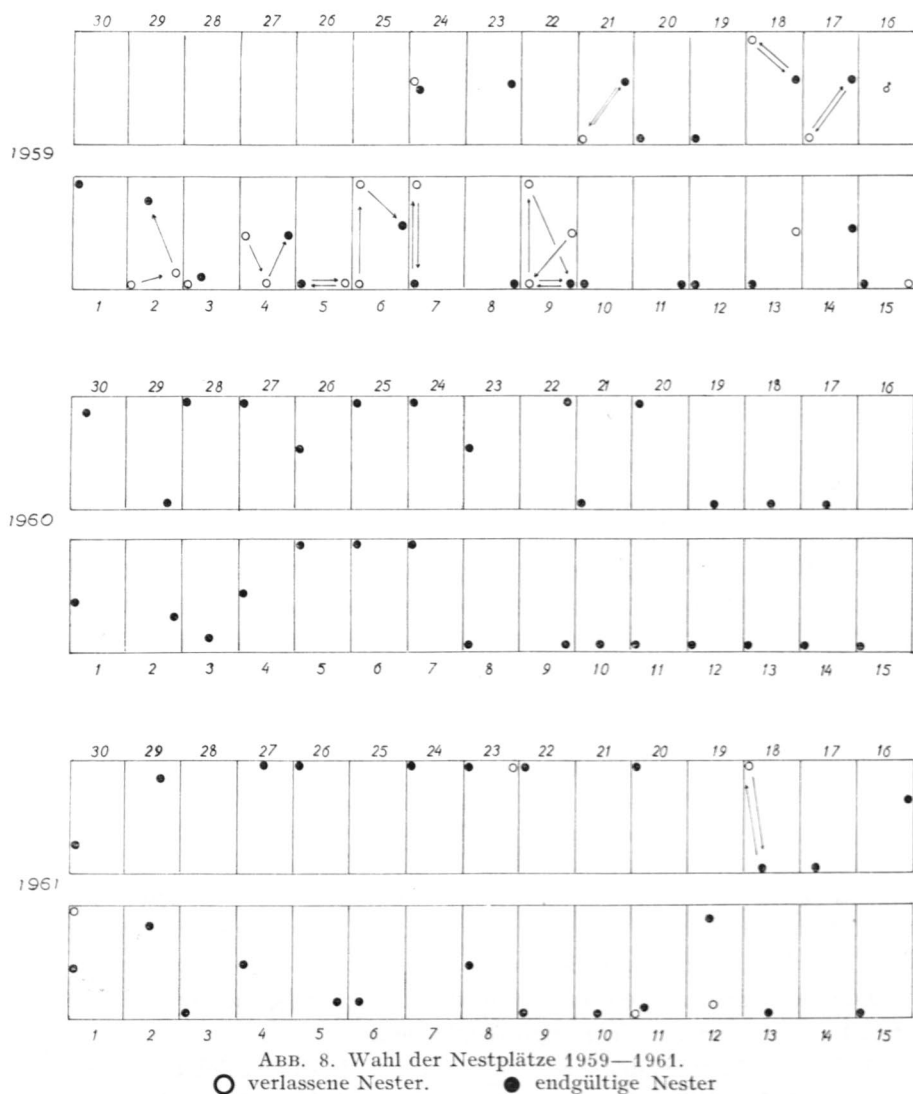 30 29 28 27 26 25 24 23 22 21 20 19 18 17 16
♂
1959
1 2 3 4 5 6 7 8 9 10 11 12 13 14 15
30 29 28 27 26 25 24 23 22 21 20 19 18 17 16
1960
1 2 3 4 5 6 7 8 9 10 11 12 13 14 15
30 29 28 27 26 25 24 23 22 21 20 19 18 17 16
1961
1 2 3 4 5 6 7 8 9 10 11 12 13 14 15
ABB. 8. Wahl der Nestplätze 1959—1961.
verlassene Nester. endgültige Nester